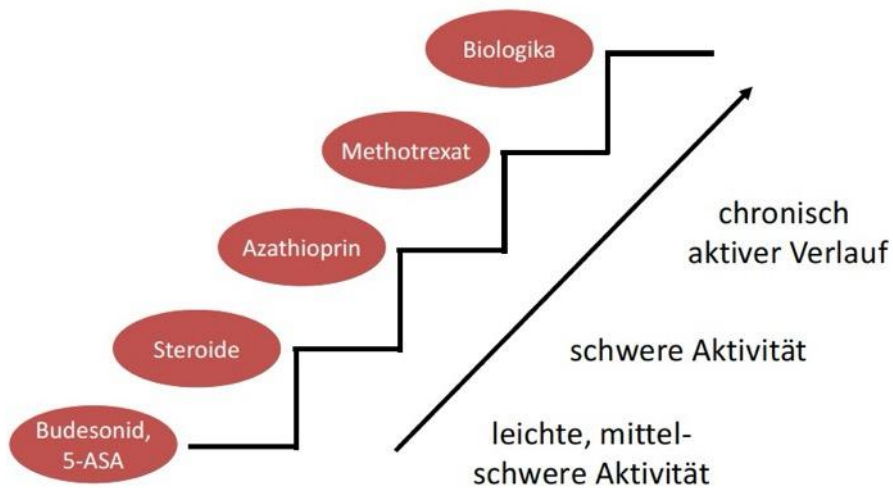 Biologika
Methotrexat
Azathioprin
Steroide
Budesonid,
5-ASA
chronisch
aktiver Verlauf
schwere Aktivität
leichte, mittel-
schwere Aktivität